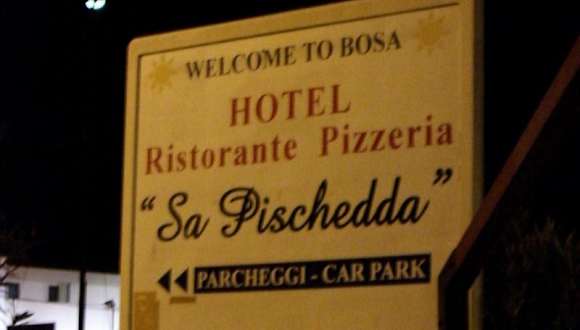 WELCOME TO BOSA
HOTEL
Ristorante Pizzeria
"Sa Pischedda"
PARCHEGGI - CAR PARK